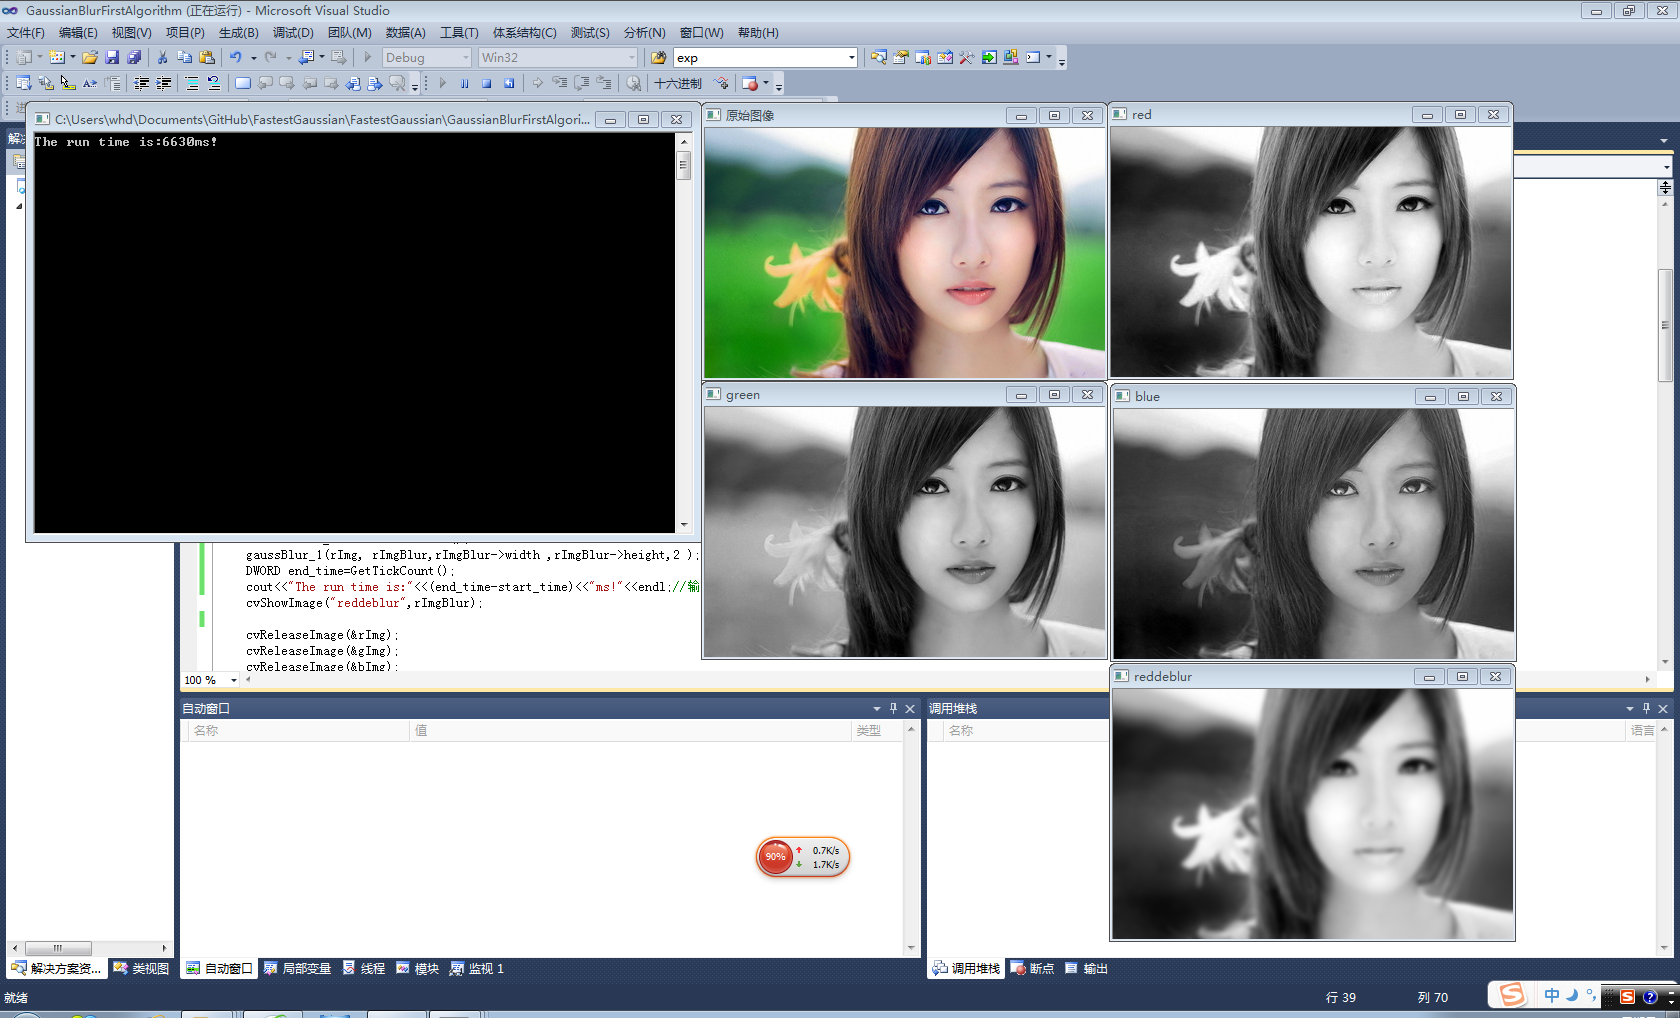 GaussianBlurFirstAlgorithm (正在运行) - Microsoft Visual Studio
文件(F) 编辑(E) 视图(V) 项目(P) 生成(B) 调试(D) 团队(M) 数据(A) 工具(T) 体系结构(C) 测试(S) 分析(N) 窗口(W) 帮助(H)
Debug Win32 exp
十六进制
C:\Users\whd\Documents\GitHub\FastestGaussian\FastestGaussian\GaussianBlurFirstAlgori...
The run time is:6630ms!
原始图像
red
green
blue
reddeblur
gaussBlur_1(rImg, rImgBlur,rImgBlur->width ,rImgBlur->height,2 );
DWORD end_time=GetTickCount();
cout<<"The run time is:"<<(end_time-start_time)<<"ms!"<<endl;//输
cvShowImage("reddeblur",rImgBlur);
cvReleaseImage(&rImg);
cvReleaseImage(&gImg);
cvReleaseImage(&bImg);
100 %
自动窗口
名称 值 类型
调用堆栈
名称 语言
90% 0.7K/s
1.7K/s
解决方案资... 类视图
自动窗口 局部变量 线程 模块 监视 1
调用堆栈 断点 输出
就绪 行 39 列 70
中